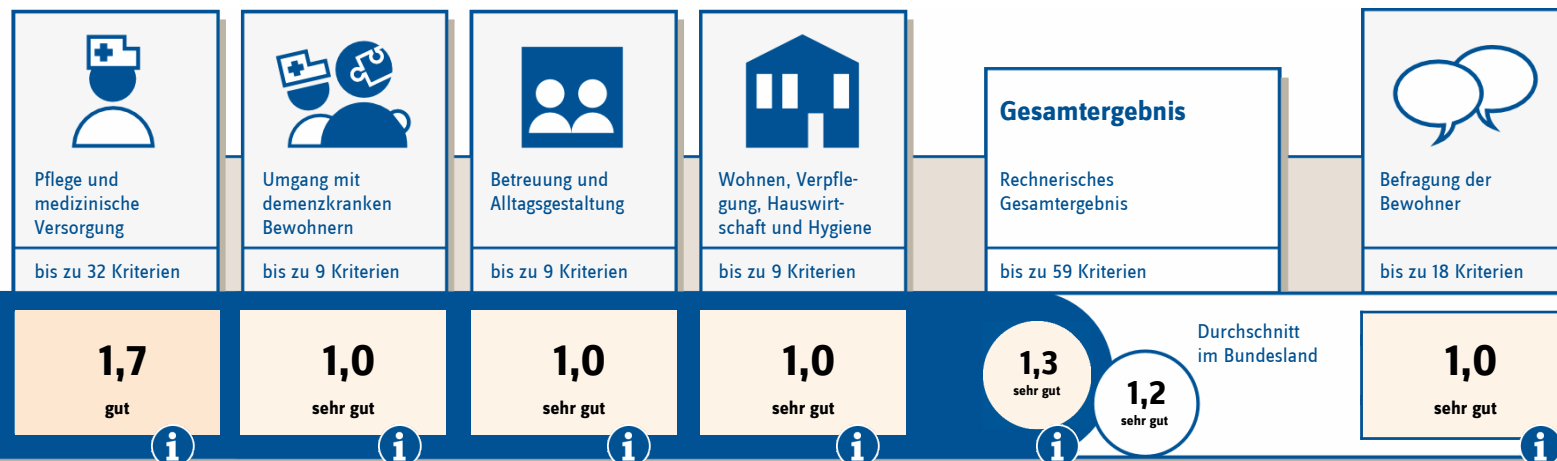 Pflege und
medizinische
Versorgung
bis zu 32 Kriterien
1,7
gut
Umgang mit
demenzkranken
Bewohnern
bis zu 9 Kriterien
1,0
sehr gut
Betreuung und
Alltagsgestaltung
bis zu 9 Kriterien
1,0
sehr gut
Wohnen, Verpfle-
gung, Hauswirt-
schaft und Hygiene
bis zu 9 Kriterien
1,0
sehr gut
Gesamtergebnis
Rechnerisches
Gesamtergebnis
bis zu 59 Kriterien
1,3
sehr gut
Durchschnitt
im Bundesland
1,2
sehr gut
Befragung der
Bewohner
bis zu 18 Kriterien
1,0
sehr gut